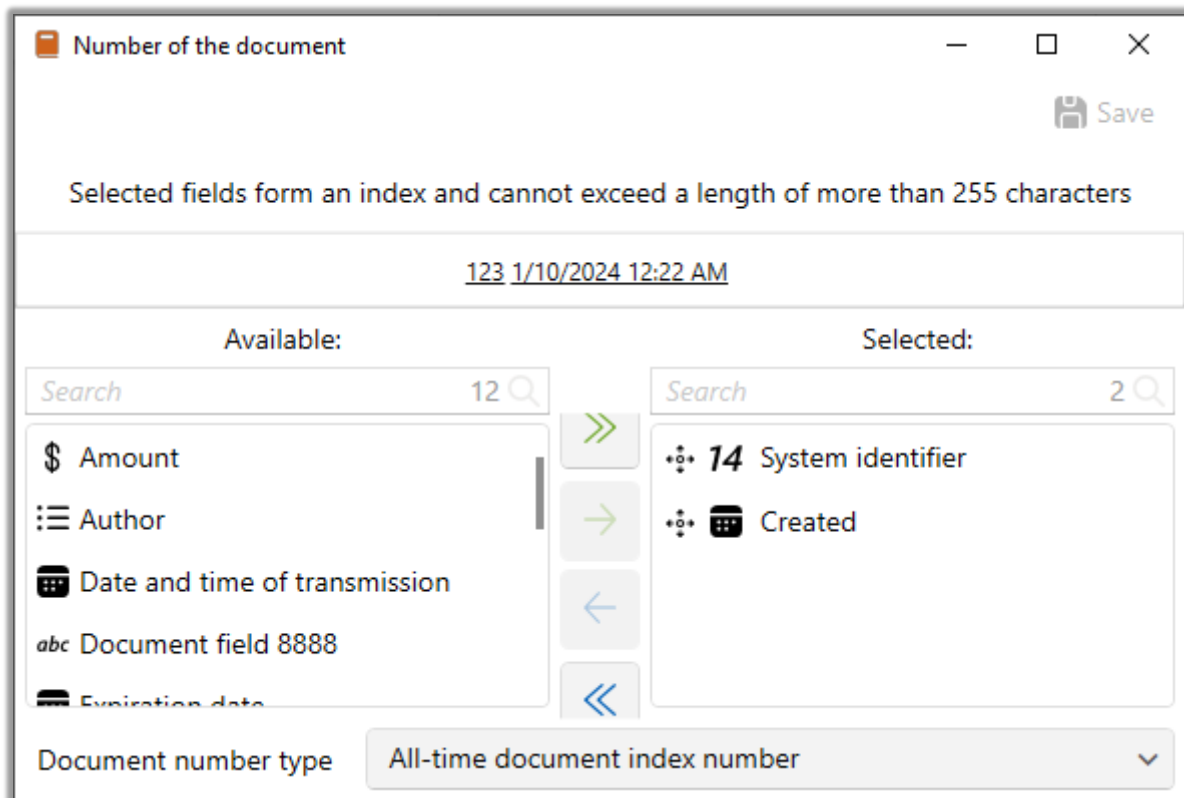 Number of the document
Save
Selected fields form an index and cannot exceed a length of more than 255 characters
123 1/10/2024 12:22 AM
Available:
Search 12
$ Amount
Author
Date and time of transmission
abc Document field 8888
Expiration date
Selected:
Search 2
14 System identifier
Created
Document number type All-time document index number